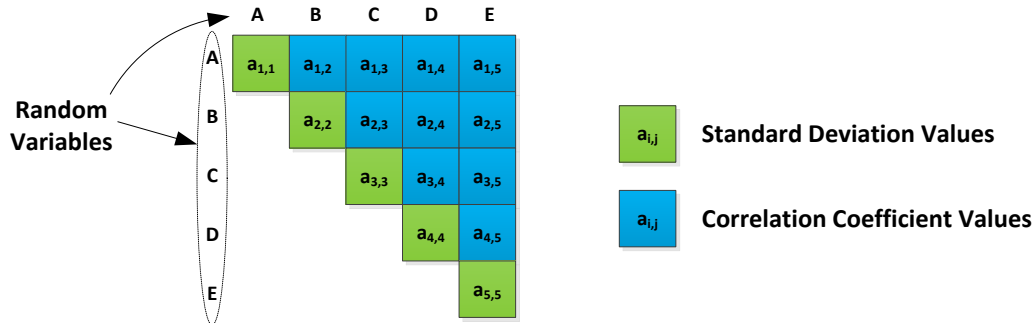 A B C D E
A a1,1 a1,2 a1,3 a1,4 a1,5
Random Variables
B a2,2 a2,3 a2,4 a2,5
C a3,3 a3,4 a3,5
D a4,4 a4,5
E a5,5
ai,j Standard Deviation Values
ai,j Correlation Coefficient Values